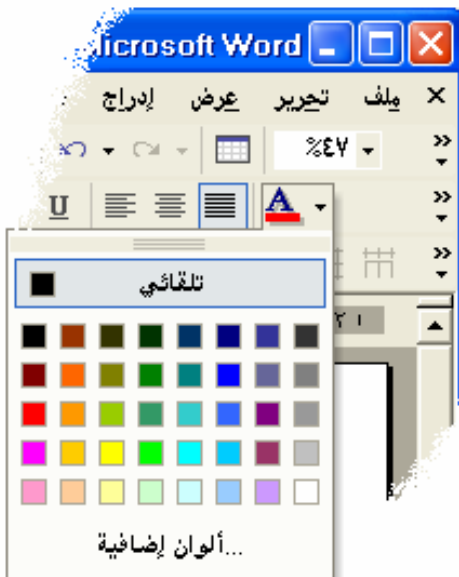 Microsoft Word
ملف تحرير عرض إدراج
٤٧%
U A
٢ ١
تلقائي
ألوان إضافية...